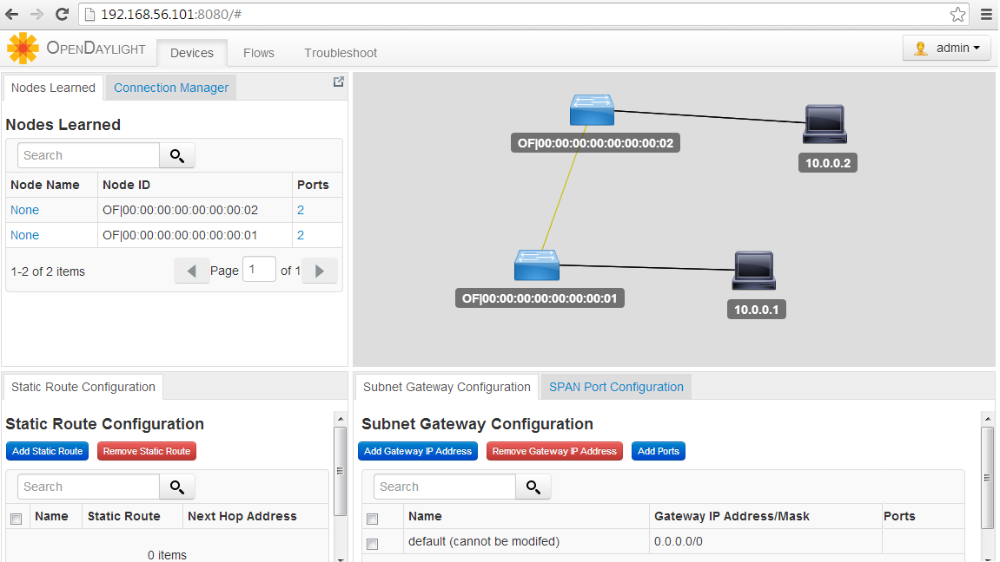 192.168.56.101:8080/#
OPENDAYLIGHT
Devices
Flows
Troubleshoot
admin
Nodes Learned
Connection Manager
Nodes Learned
Search
Node Name Node ID Ports
None OF|00:00:00:00:00:00:00:02 2
None OF|00:00:00:00:00:00:00:01 2
1-2 of 2 items Page 1 of 1
OF|00:00:00:00:00:00:00:02
10.0.0.2
OF|00:00:00:00:00:00:00:01
10.0.0.1
Static Route Configuration
Static Route Configuration
Add Static Route Remove Static Route
Search
Name Static Route Next Hop Address
0 items
Subnet Gateway Configuration
SPAN Port Configuration
Subnet Gateway Configuration
Add Gateway IP Address Remove Gateway IP Address Add Ports
Search
Name Gateway IP Address/Mask Ports
default (cannot be modifed) 0.0.0.0/0